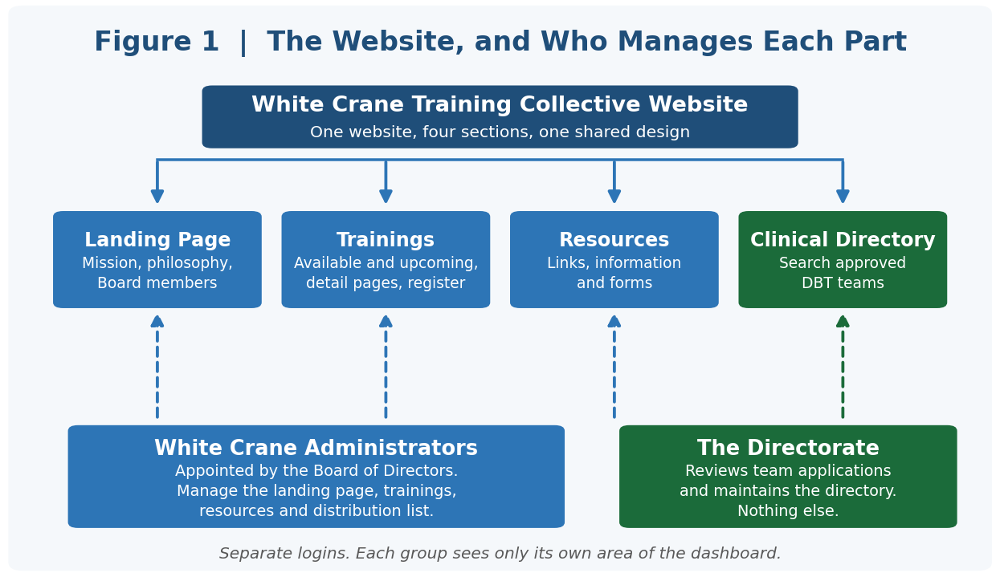 Figure 1 | The Website, and Who Manages Each Part
White Crane Training Collective Website
One website, four sections, one shared design
Landing Page
Mission, philosophy,
Board members
Trainings
Available and upcoming,
detail pages, register
Resources
Links, information
and forms
Clinical Directory
Search approved
DBT teams
White Crane Administrators
Appointed by the Board of Directors.
Manage the landing page, trainings,
resources and distribution list.
The Directorate
Reviews team applications
and maintains the directory.
Nothing else.
Separate logins. Each group sees only its own area of the dashboard.